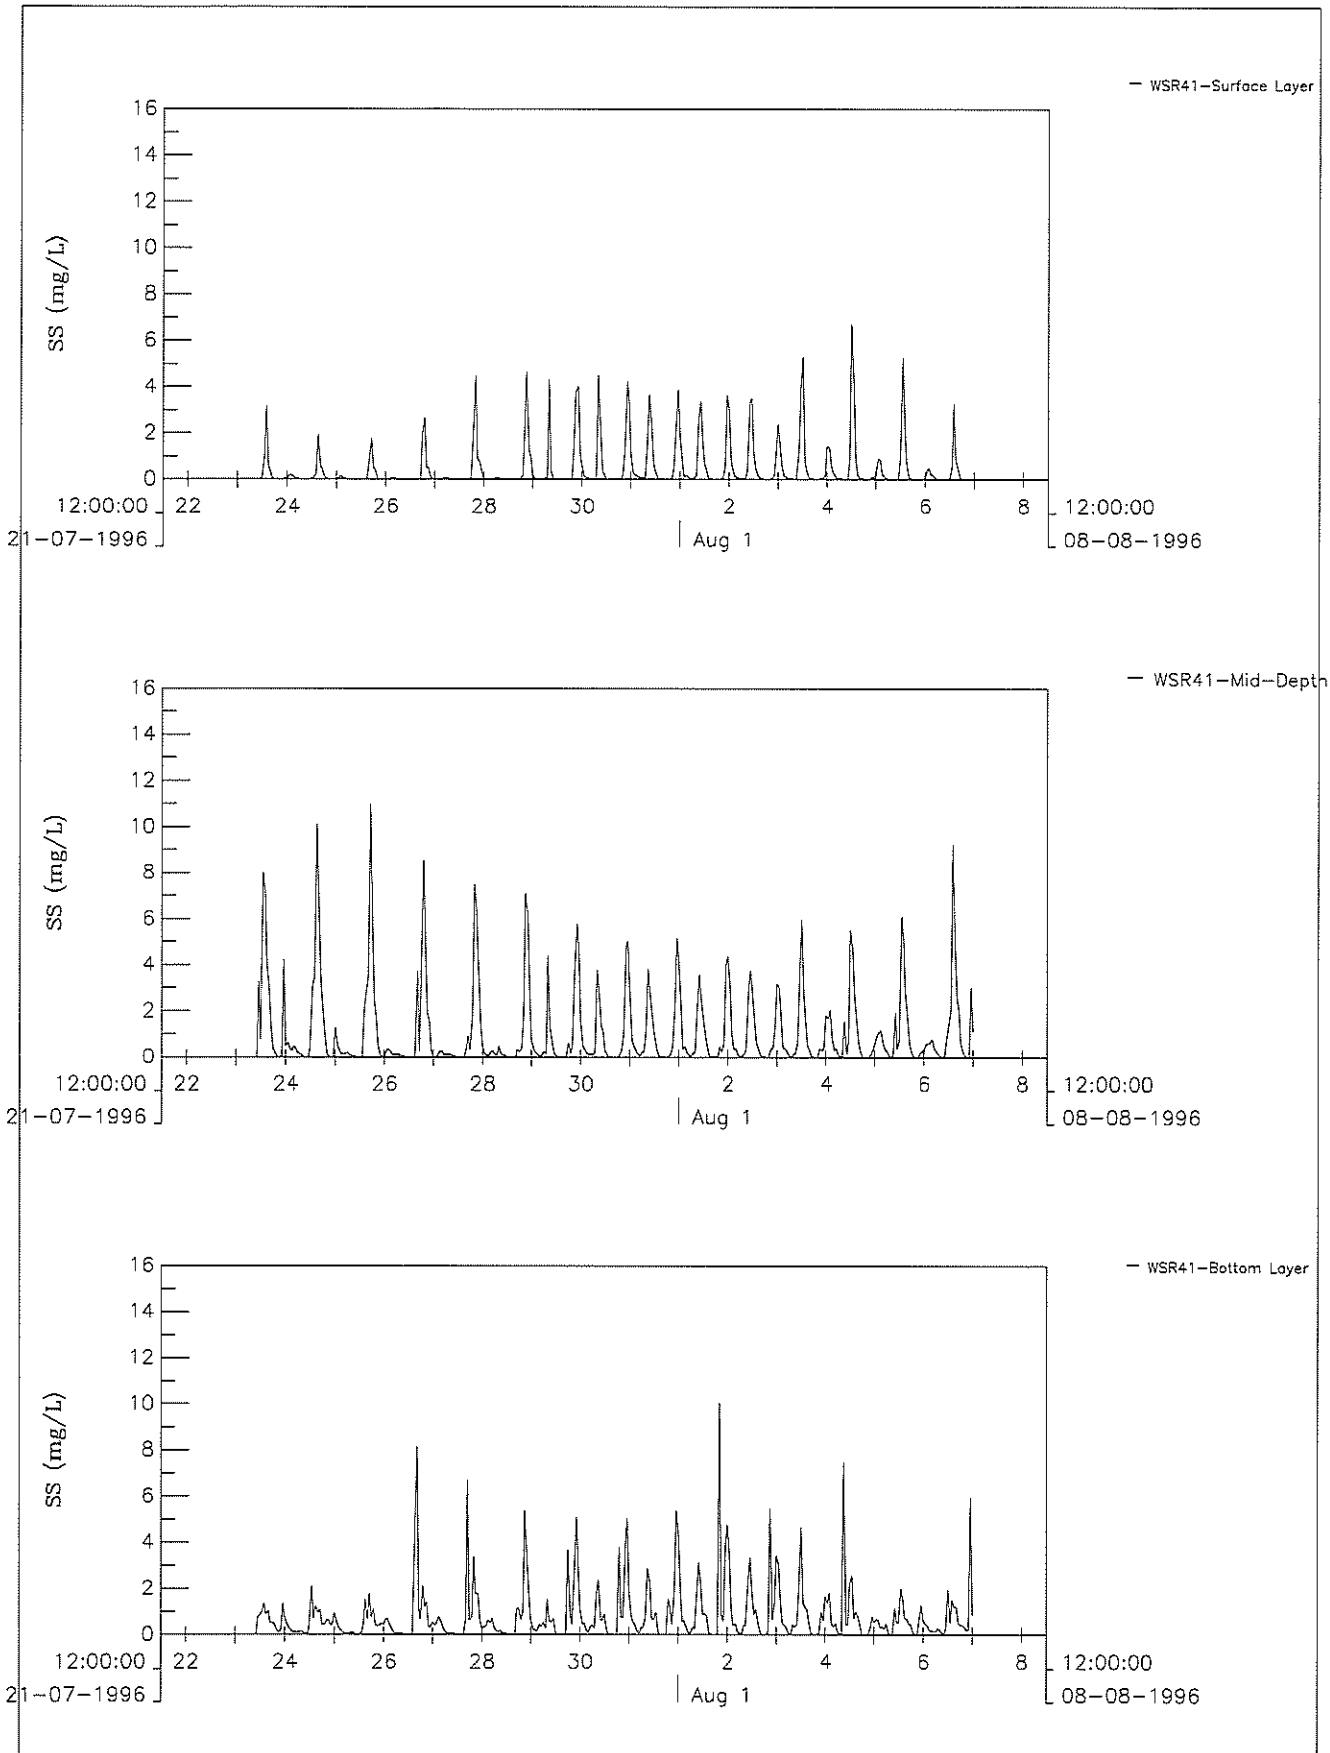 — WSR41-Surface Layer
16
14
12
10
8
6
4
2
0
SS (mg/L)
12:00:00 22 24 26 28 30 2 4 6 8 12:00:00
21-07-1996 Aug 1 08-08-1996
— WSR41-Mid-Depth
16
14
12
10
8
6
4
2
0
SS (mg/L)
12:00:00 22 24 26 28 30 2 4 6 8 12:00:00
21-07-1996 Aug 1 08-08-1996
— WSR41-Bottom Layer
16
14
12
10
8
6
4
2
0
SS (mg/L)
12:00:00 22 24 26 28 30 2 4 6 8 12:00:00
21-07-1996 Aug 1 08-08-1996